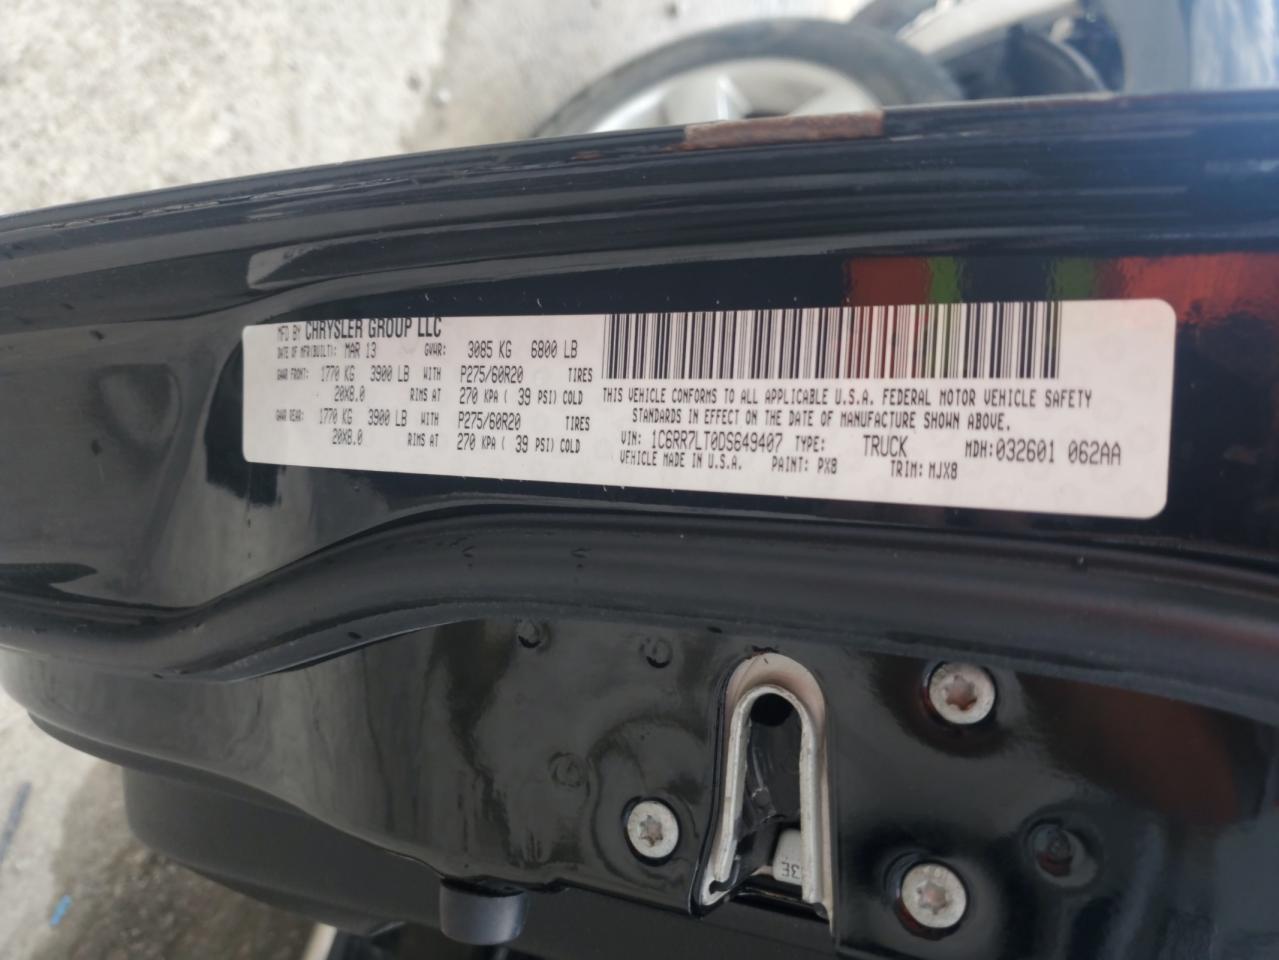 MFD BY CHRYSLER GROUP LLC
DATE OF MFR(BUILT): MAR 13 GVWR: 3085 KG 6800 LB
GAWR FRONT: 1770 KG 3900 LB WITH P275/60R20 TIRES
20X8.0 RIMS AT 270 KPA ( 39 PSI) COLD
GAWR REAR: 1770 KG 3900 LB WITH P275/60R20 TIRES
20X8.0 RIMS AT 270 KPA ( 39 PSI) COLD
THIS VEHICLE CONFORMS TO ALL APPLICABLE U.S.A. FEDERAL MOTOR VEHICLE SAFETY
STANDARDS IN EFFECT ON THE DATE OF MANUFACTURE SHOWN ABOVE.
VIN: 1C6RR7LT0DS649407 TYPE: TRUCK MDH:032601 062AA
VEHICLE MADE IN U.S.A. PAINT: PX8 TRIM: MJX8